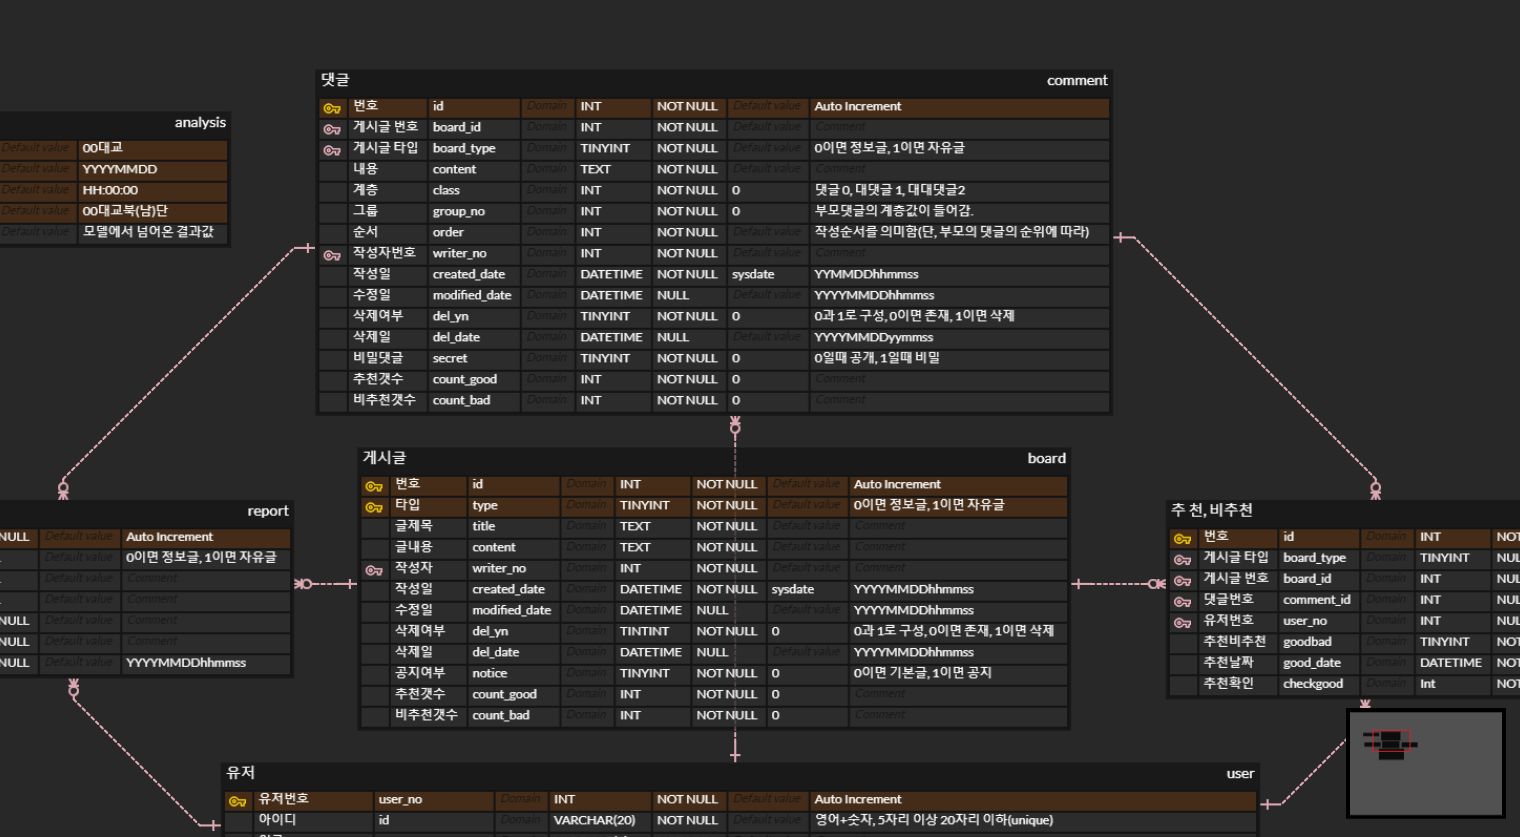 댓글 comment
번호 id Domain INT NOT NULL Default value Auto Increment
게시글 번호 board_id Domain INT NOT NULL Default value Comment
게시글 타입 board_type Domain TINYINT NOT NULL Default value 0이면 정보글, 1이면 자유글
내용 content Domain TEXT NOT NULL Default value Comment
계층 class Domain INT NOT NULL 0 댓글 0, 대댓글 1, 대대댓글2
그룹 group_no Domain INT NOT NULL 0 부모댓글의 계층값이 들어감.
순서 order Domain INT NOT NULL 0 작성순서를 의미함(단, 부모의 댓글의 순위에 따라)
작성자번호 writer_no Domain INT NOT NULL Default value Comment
작성일 created_date Domain DATETIME NOT NULL sysdate YYMMDDhhmmss
수정일 modified_date Domain DATETIME NULL Default value YYYYMMDDhhmmss
삭제여부 del_yn Domain TINYINT NOT NULL 0 0과 1로 구성, 0이면 존재, 1이면 삭제
삭제일 del_date Domain DATETIME NULL Default value YYYYMMDDyymmss
비밀댓글 secret Domain TINYINT NOT NULL 0 0일때 공개, 1일때 비밀
추천갯수 count_good Domain INT NOT NULL 0 Comment
비추천갯수 count_bad Domain INT NOT NULL 0 Comment
analysis
Default value 00대교
Default value YYYYMMDD
Default value HH:00:00
Default value 00대교북(남)단
Default value 모델에서 넘어온 결과값
게시글 board
번호 id Domain INT NOT NULL Default value Auto Increment
타입 type Domain TINYINT NOT NULL Default value 0이면 정보글, 1이면 자유글
글제목 title Domain TEXT NOT NULL Default value Comment
글내용 content Domain TEXT NOT NULL Default value Comment
작성자 writer_no Domain INT NOT NULL Default value Comment
작성일 created_date Domain DATETIME NOT NULL sysdate YYYYMMDDhhmmss
수정일 modified_date Domain DATETIME NULL Default value YYYYMMDDhhmmss
삭제여부 del_yn Domain TINTINT NOT NULL 0 0과 1로 구성, 0이면 존재, 1이면 삭제
삭제일 del_date Domain DATETIME NULL Default value YYYYMMDDhhmmss
공지여부 notice Domain TINYINT NOT NULL 0 0이면 기본글, 1이면 공지
추천갯수 count_good Domain INT NOT NULL 0 Comment
비추천갯수 count_bad Domain INT NOT NULL 0 Comment
report
NULL Default value Auto Increment
Default value 0이면 정보글, 1이면 자유글
Default value Comment
Default value Comment
NULL Default value Comment
NULL Default value Comment
NULL Default value YYYYMMDDhhmmss
추 천, 비추천
번호 id Domain INT NOT
게시글 타입 board_type Domain TINYINT NUL
게시글 번호 board_id Domain INT NUL
댓글번호 comment_id Domain INT NUL
유저번호 user_no Domain INT NUL
추천비추천 goodbad Domain TINYINT NOT
추천날짜 good_date Domain DATETIME NOT
추천확인 checkgood Domain Int NOT
유저 user
유저번호 user_no Domain INT NOT NULL Default value Auto Increment
아이디 id Domain VARCHAR(20) NOT NULL Default value 영어+숫자, 5자리 이상 20자리 이하(unique)